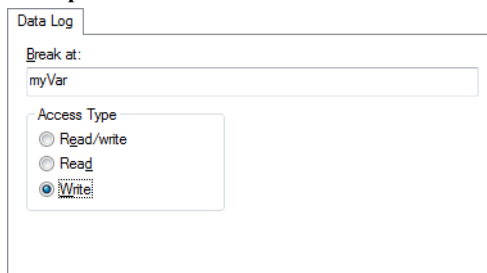 Data Log
Break at:
myVar
Access Type
Read/write
Read
Write